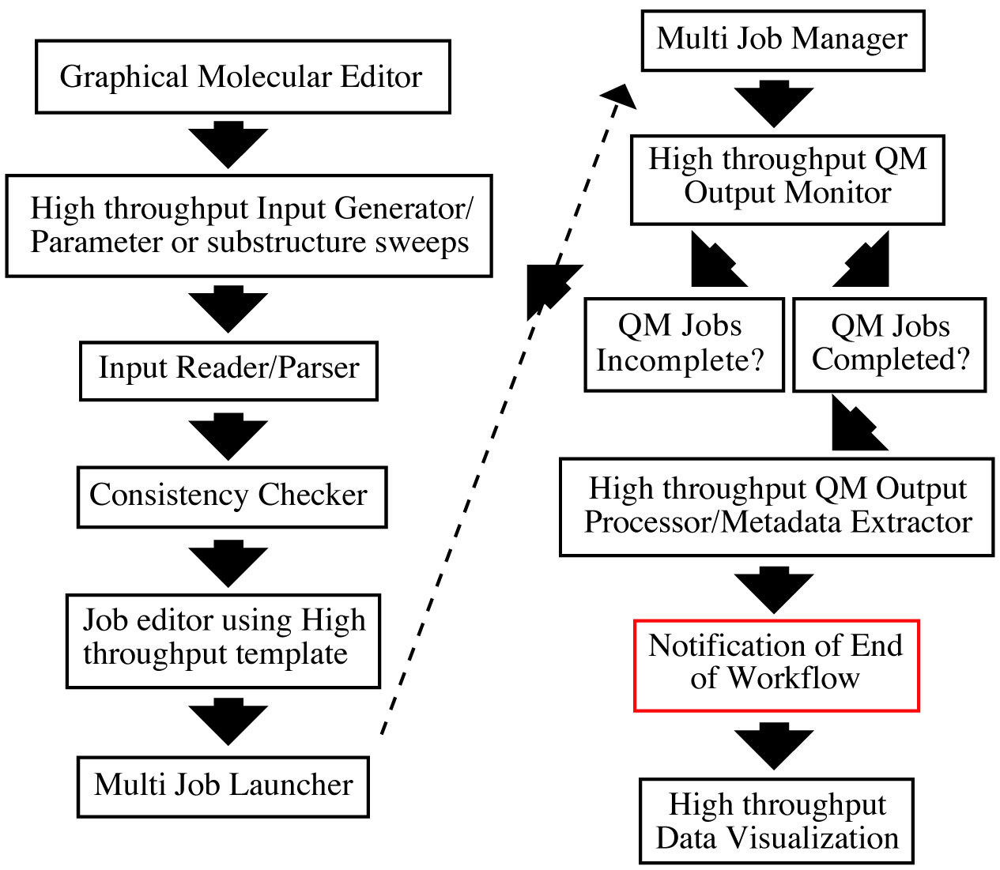 Graphical Molecular Editor
High throughput Input Generator/
Parameter or substructure sweeps
Input Reader/Parser
Consistency Checker
Job editor using High
throughput template
Multi Job Launcher
Multi Job Manager
High throughput QM
Output Monitor
QM Jobs
Incomplete?
QM Jobs
Completed?
High throughput QM Output
Processor/Metadata Extractor
Notification of End
of Workflow
High throughput
Data Visualization